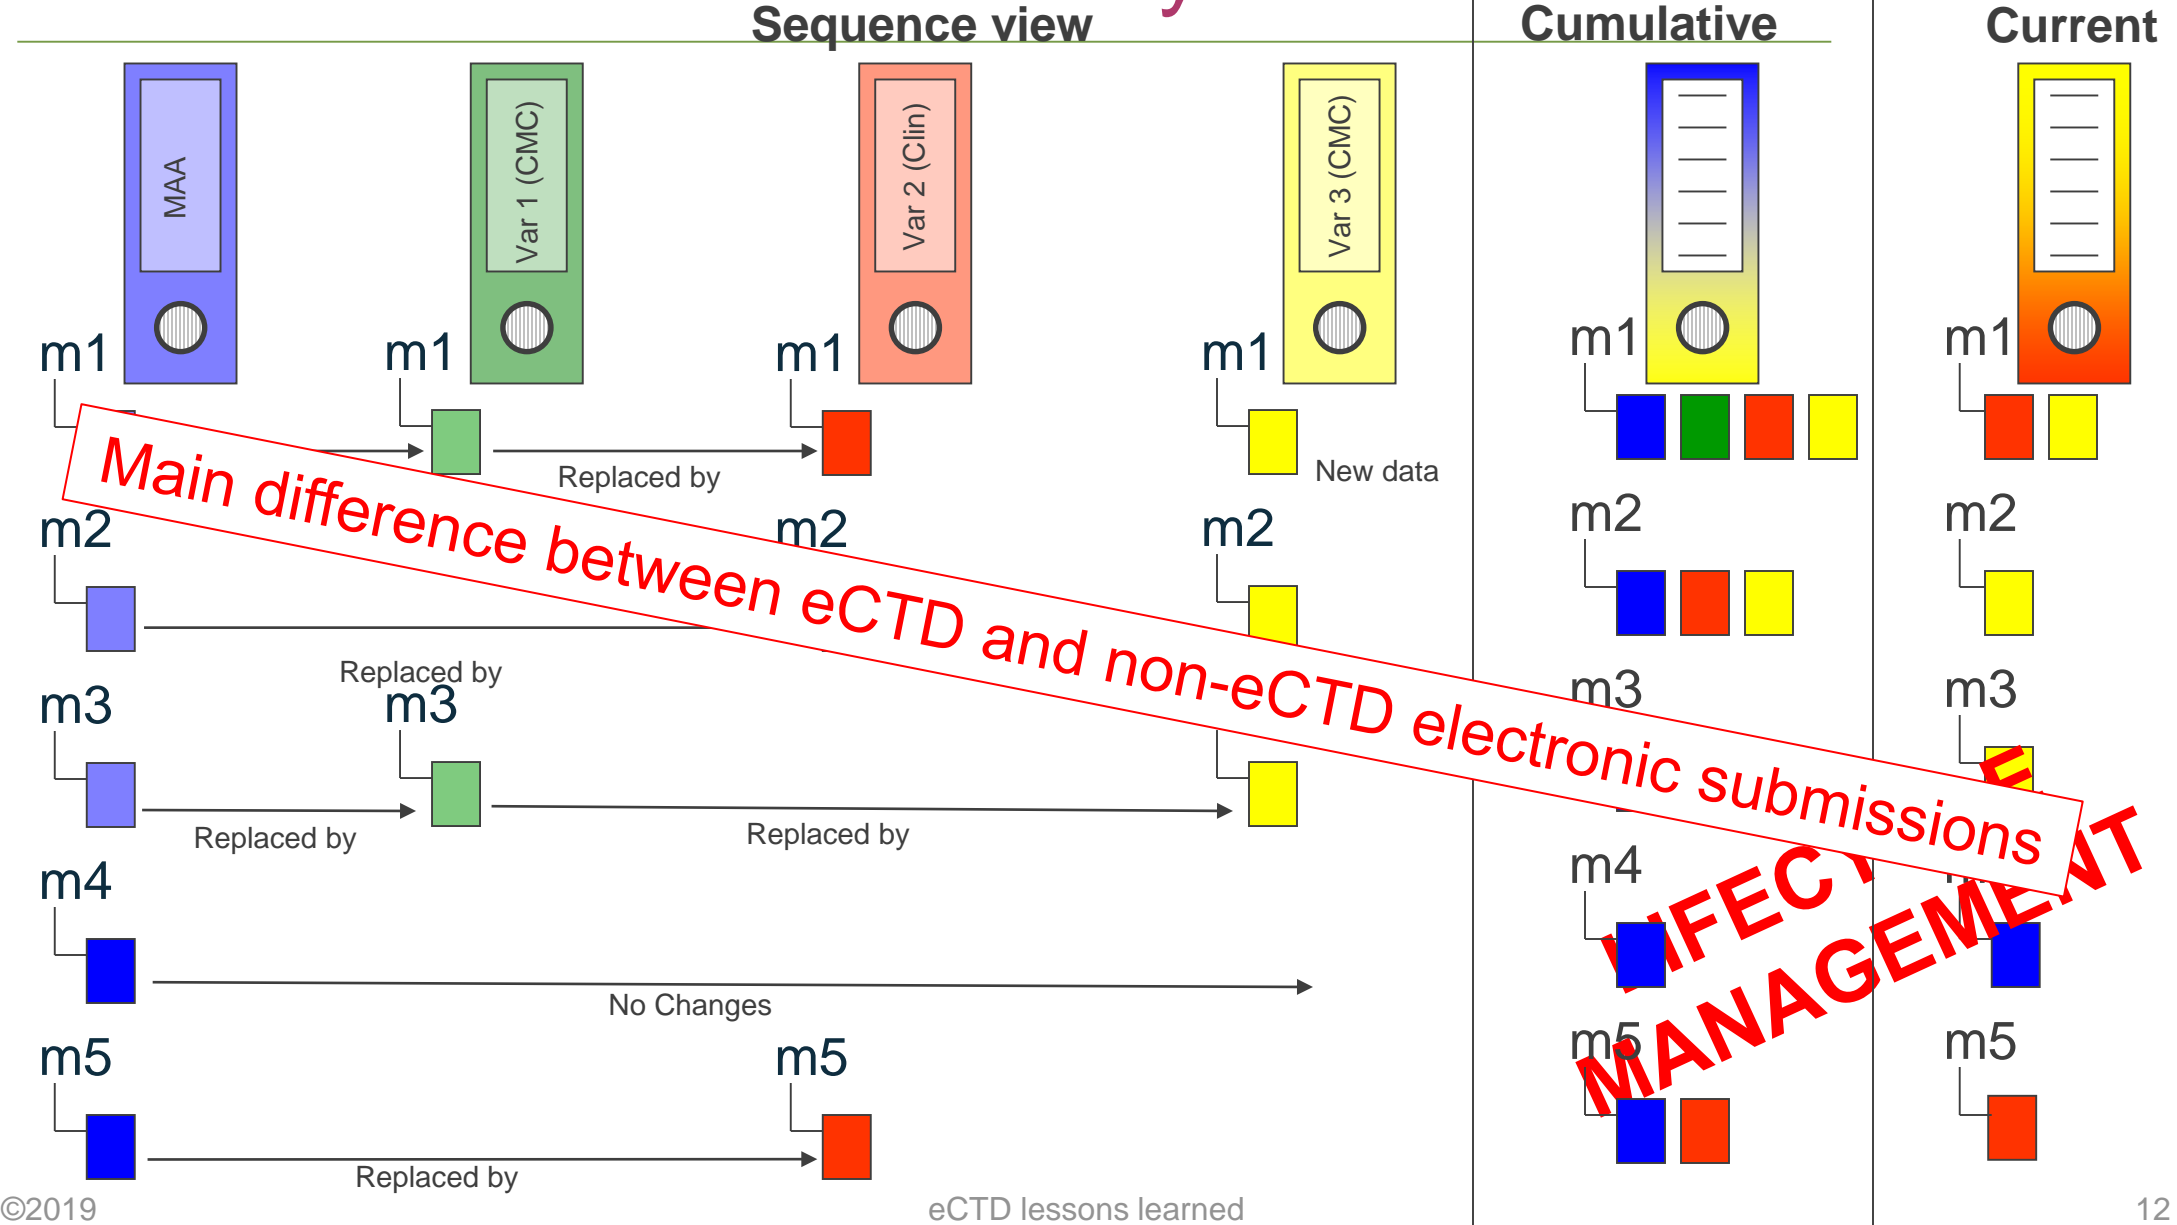 Sequence view
Cumulative
Current
MAA
Var 1 (CMC)
Var 2 (Clin)
Var 3 (CMC)
m1
m1
m1
m1
m1
m1
Replaced by
New data
Main difference between eCTD and non-eCTD electronic submissions
m2
m2
m2
m2
m2
Replaced by
m3
m3
m3
m3
Replaced by
Replaced by
m4
m4
MANAGEMENT
No Changes
m5
m5
m5
m5
Replaced by
©2019
eCTD lessons learned
12